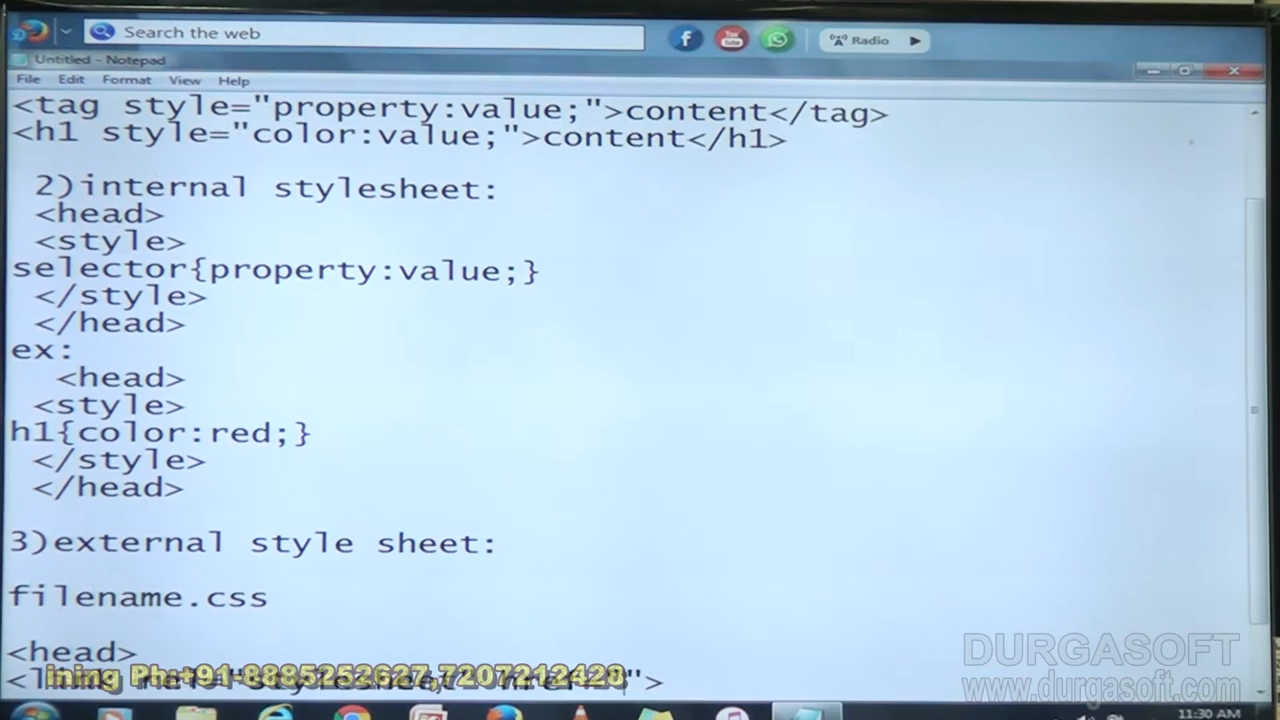 Search the web
f
You Tube
Radio
Untitled - Notepad
File Edit Format View Help
<tag style="property:value;">content</tag>
<h1 style="color:value;">content</h1>
2)internal stylesheet:
<head>
<style>
selector{property:value;}
</style>
</head>
ex:
<head>
<style>
h1{color:red;}
</style>
</head>
3)external style sheet:
filename.css
<head>
ining Ph:+91-8885252627,7207212428
DURGASOFT
www.durgasoft.com
11:30 AM